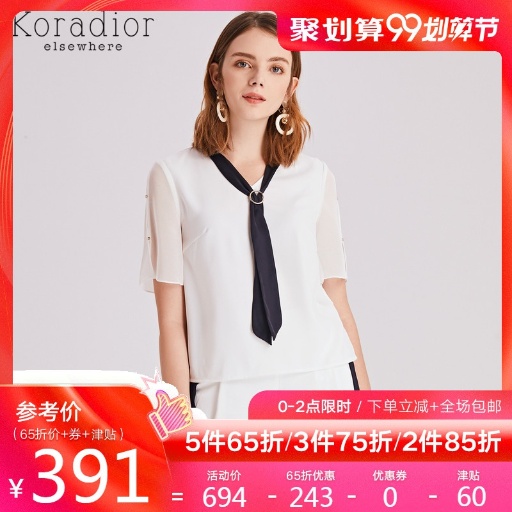 Koradior
elsewhere
聚划算99划算节
参考价
(65折价+券+津贴)
¥391
0-2点限时/下单立减+全场包邮
5件65折/3件75折/2件85折
活动价 65折优惠 优惠券 津贴
= 694 - 243 - 0 - 60